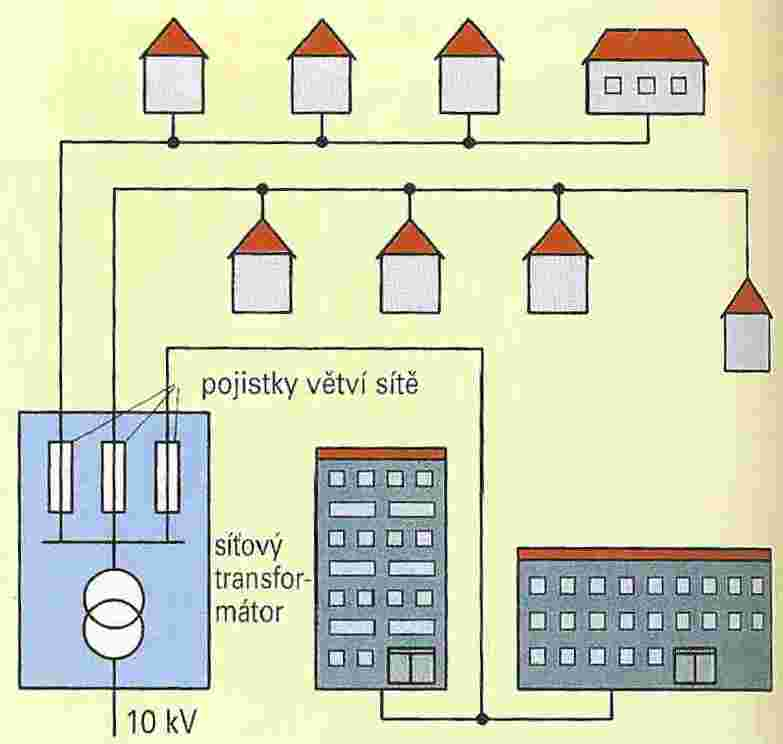 pojistky větví sítě
síťový
transfor-
mátor
10 kV